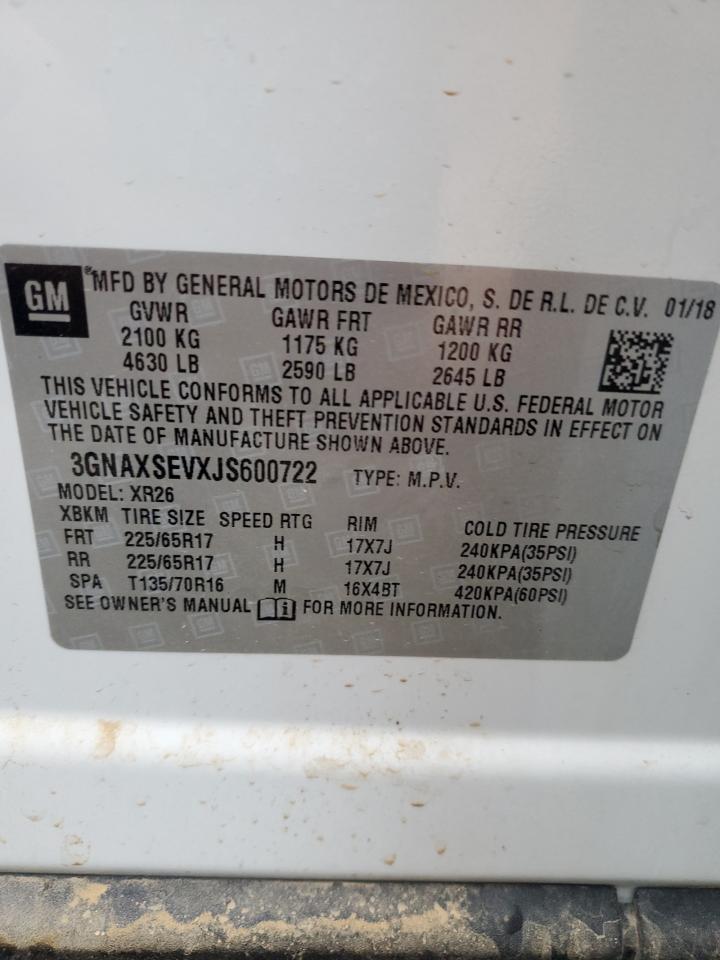 GM ® MFD BY GENERAL MOTORS DE MEXICO, S. DE R.L. DE C.V. 01/18
GVWR GAWR FRT GAWR RR
2100 KG 1175 KG 1200 KG
4630 LB 2590 LB 2645 LB
THIS VEHICLE CONFORMS TO ALL APPLICABLE U.S. FEDERAL MOTOR
VEHICLE SAFETY AND THEFT PREVENTION STANDARDS IN EFFECT ON
THE DATE OF MANUFACTURE SHOWN ABOVE.
3GNAXSEVXJS600722 TYPE: M.P.V.
MODEL: XR26
XBKM TIRE SIZE SPEED RTG RIM COLD TIRE PRESSURE
FRT 225/65R17 H 17X7J 240KPA(35PSI)
RR 225/65R17 H 17X7J 240KPA(35PSI)
SPA T135/70R16 M 16X4BT 420KPA(60PSI)
SEE OWNER'S MANUAL i FOR MORE INFORMATION.